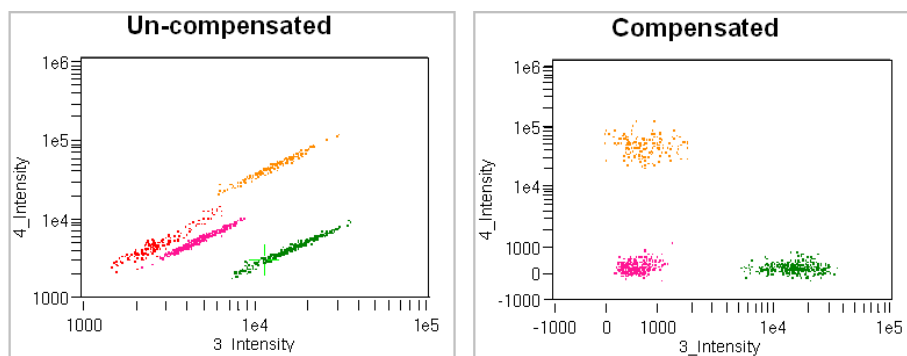 Un-compensated
1e6
1e5
1e4
1000
4_Intensity
1000 1e4 1e5
3_Intensity
Compensated
1e6
1e5
1e4
1000
0
-1000
4_Intensity
-1000 0 1000 1e4 1e5
3_Intensity